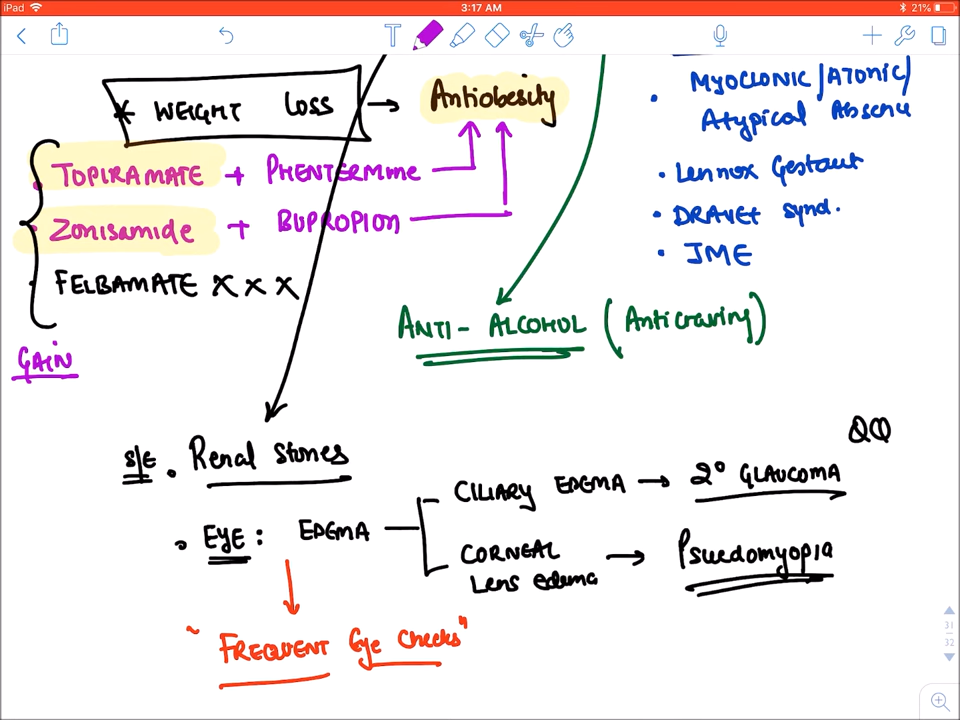 iPad
3:17 AM
21%
* WEIGHT LOSS → Antiobesity
• TOPIRAMATE + PHENTERMINE
• Zonisamide + BUPROPION
• FELBAMATE X X X
GAIN
• MYOCLONIC/ATONIC/
Atypical Absence
• Lennox Gestaut
• DRAVET synd.
• JME
ANTI-ALCOHOL (Anticraving)
S/E • Renal Stones
• EYE: EDEMA
CILIARY EDEMA → 2° GLAUCOMA
CORNEAL
Lens edema → Psuedomyopia
"FREQUENT Eye Checks"
T
31
32